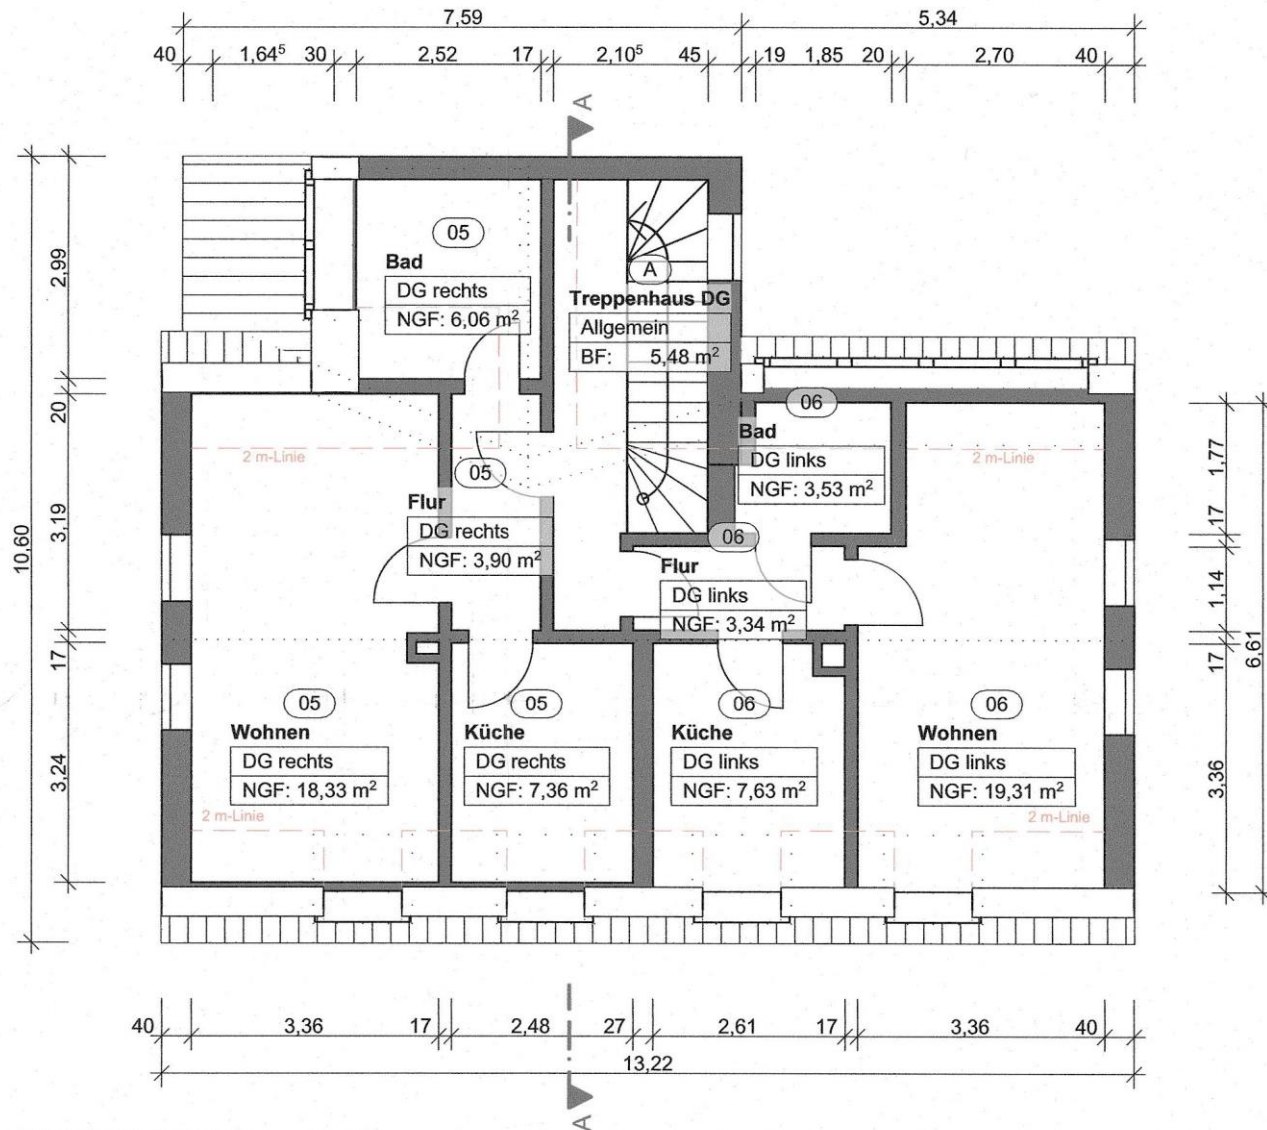 7,59
5,34
40
1,64⁵
30
2,52
17
2,10⁵
45
19
1,85
20
2,70
40
A
10,60
2,99
20
3,19
17
3,24
05
Bad
DG rechts
NGF: 6,06 m²
A
Treppenhaus DG
Allgemein
BF: 5,48 m²
06
Bad
DG links
NGF: 3,53 m²
2 m-Linie
2 m-Linie
05
Flur
DG rechts
NGF: 3,90 m²
06
Flur
DG links
NGF: 3,34 m²
05
Wohnen
DG rechts
NGF: 18,33 m²
05
Küche
DG rechts
NGF: 7,36 m²
06
Küche
DG links
NGF: 7,63 m²
06
Wohnen
DG links
NGF: 19,31 m²
2 m-Linie
2 m-Linie
1,77
17
1,14
17
3,36
6,61
40
3,36
17
2,48
27
2,61
17
3,36
40
13,22
A